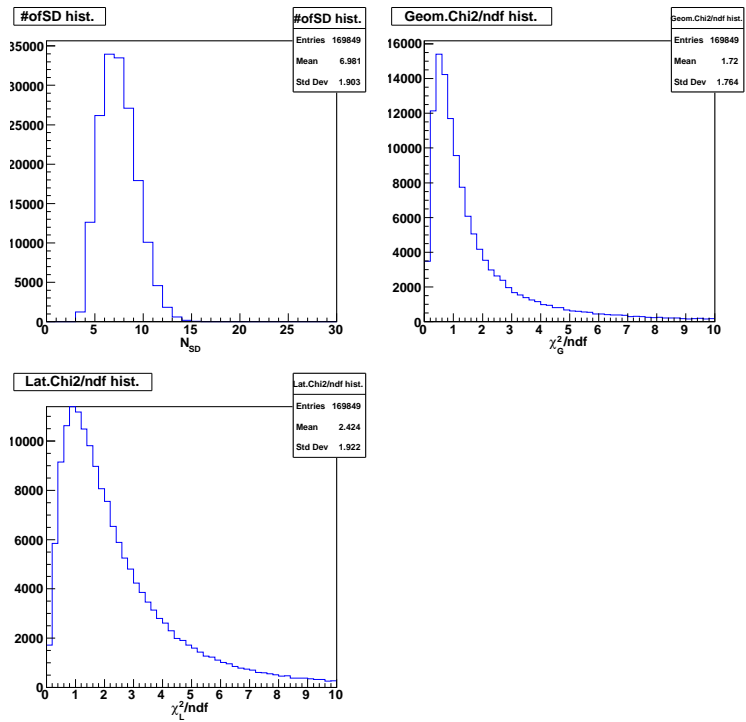 #ofSD hist.
#ofSD hist.
Entries 169849
Mean 6.981
Std Dev 1.903
35000
30000
25000
20000
15000
10000
5000
0
0 5 10 15 20 25 30
N_SD
Geom.Chi2/ndf hist.
Geom.Chi2/ndf hist.
Entries 169849
Mean 1.72
Std Dev 1.764
16000
14000
12000
10000
8000
6000
4000
2000
0
0 1 2 3 4 5 6 7 8 9 10
χ²_G/ndf
Lat.Chi2/ndf hist.
Lat.Chi2/ndf hist.
Entries 169849
Mean 2.424
Std Dev 1.922
10000
8000
6000
4000
2000
0
0 1 2 3 4 5 6 7 8 9 10
χ²_L/ndf